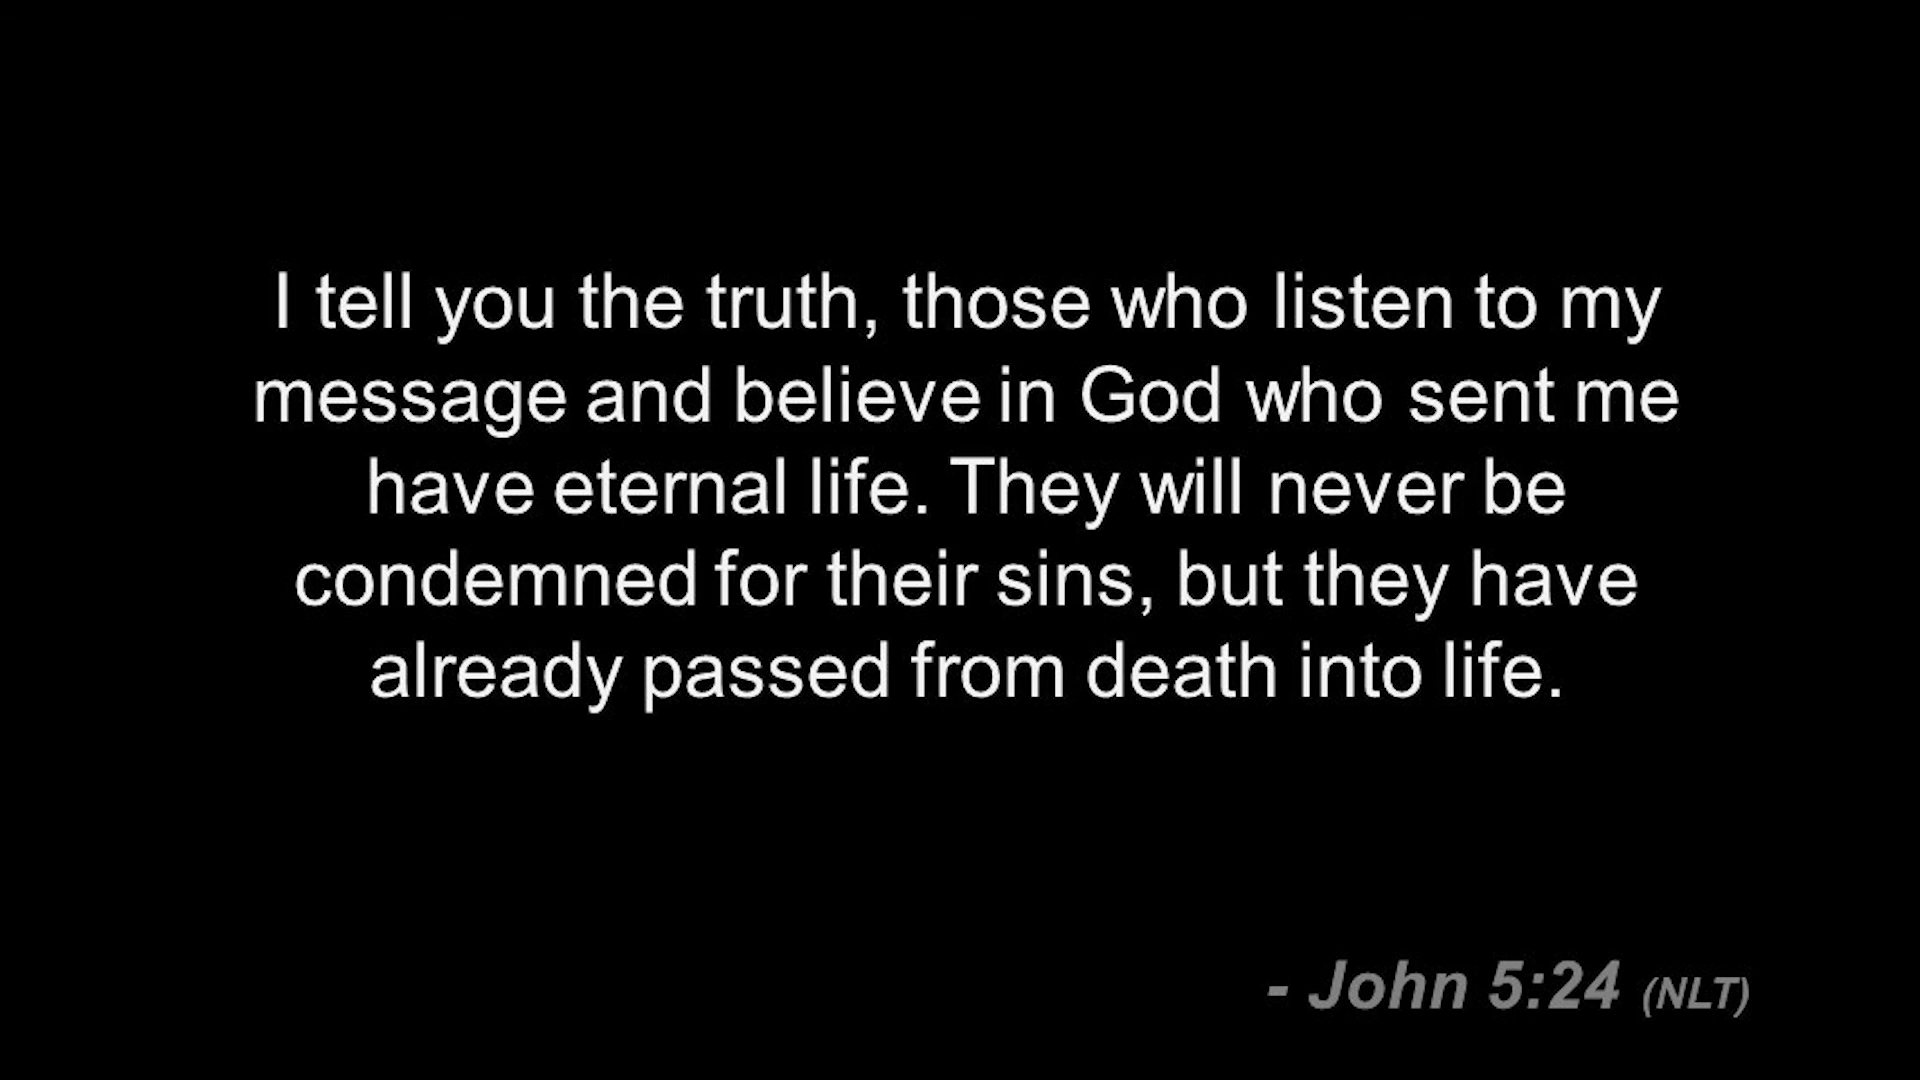 I tell you the truth, those who listen to my
message and believe in God who sent me
have eternal life. They will never be
condemned for their sins, but they have
already passed from death into life.
- John 5:24 (NLT)